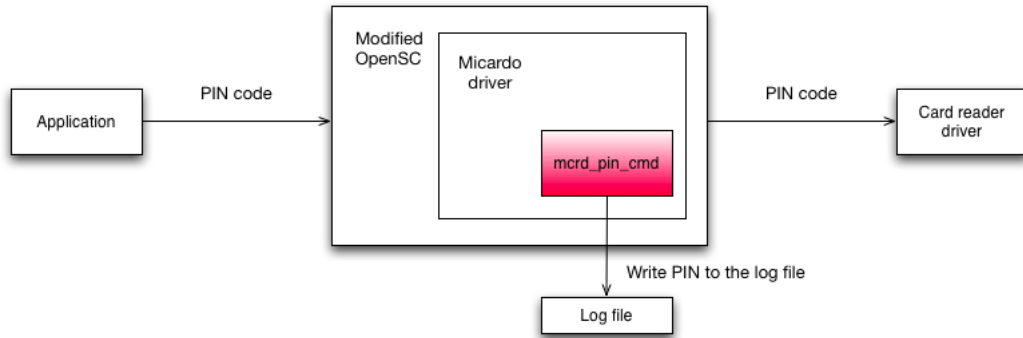 Modified
OpenSC
Micardo
driver
PIN code
PIN code
Application
Card reader
driver
mcrd_pin_cmd
Write PIN to the log file
Log file